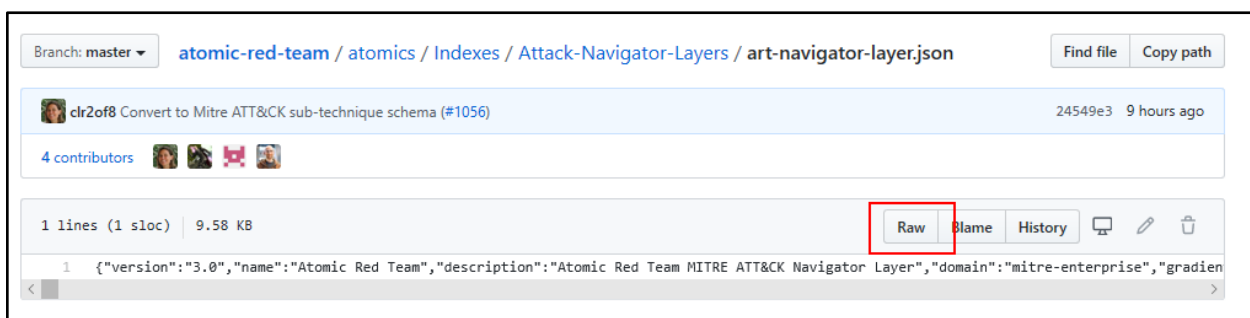 Branch: master atomic-red-team / atomics / Indexes / Attack-Navigator-Layers / art-navigator-layer.json Find file Copy path
clr2of8 Convert to Mitre ATT&CK sub-technique schema (#1056) 24549e3 9 hours ago
4 contributors
1 lines (1 sloc) 9.58 KB Raw Blame History
1 {"version":"3.0","name":"Atomic Red Team","description":"Atomic Red Team MITRE ATT&CK Navigator Layer","domain":"mitre-enterprise","gradien